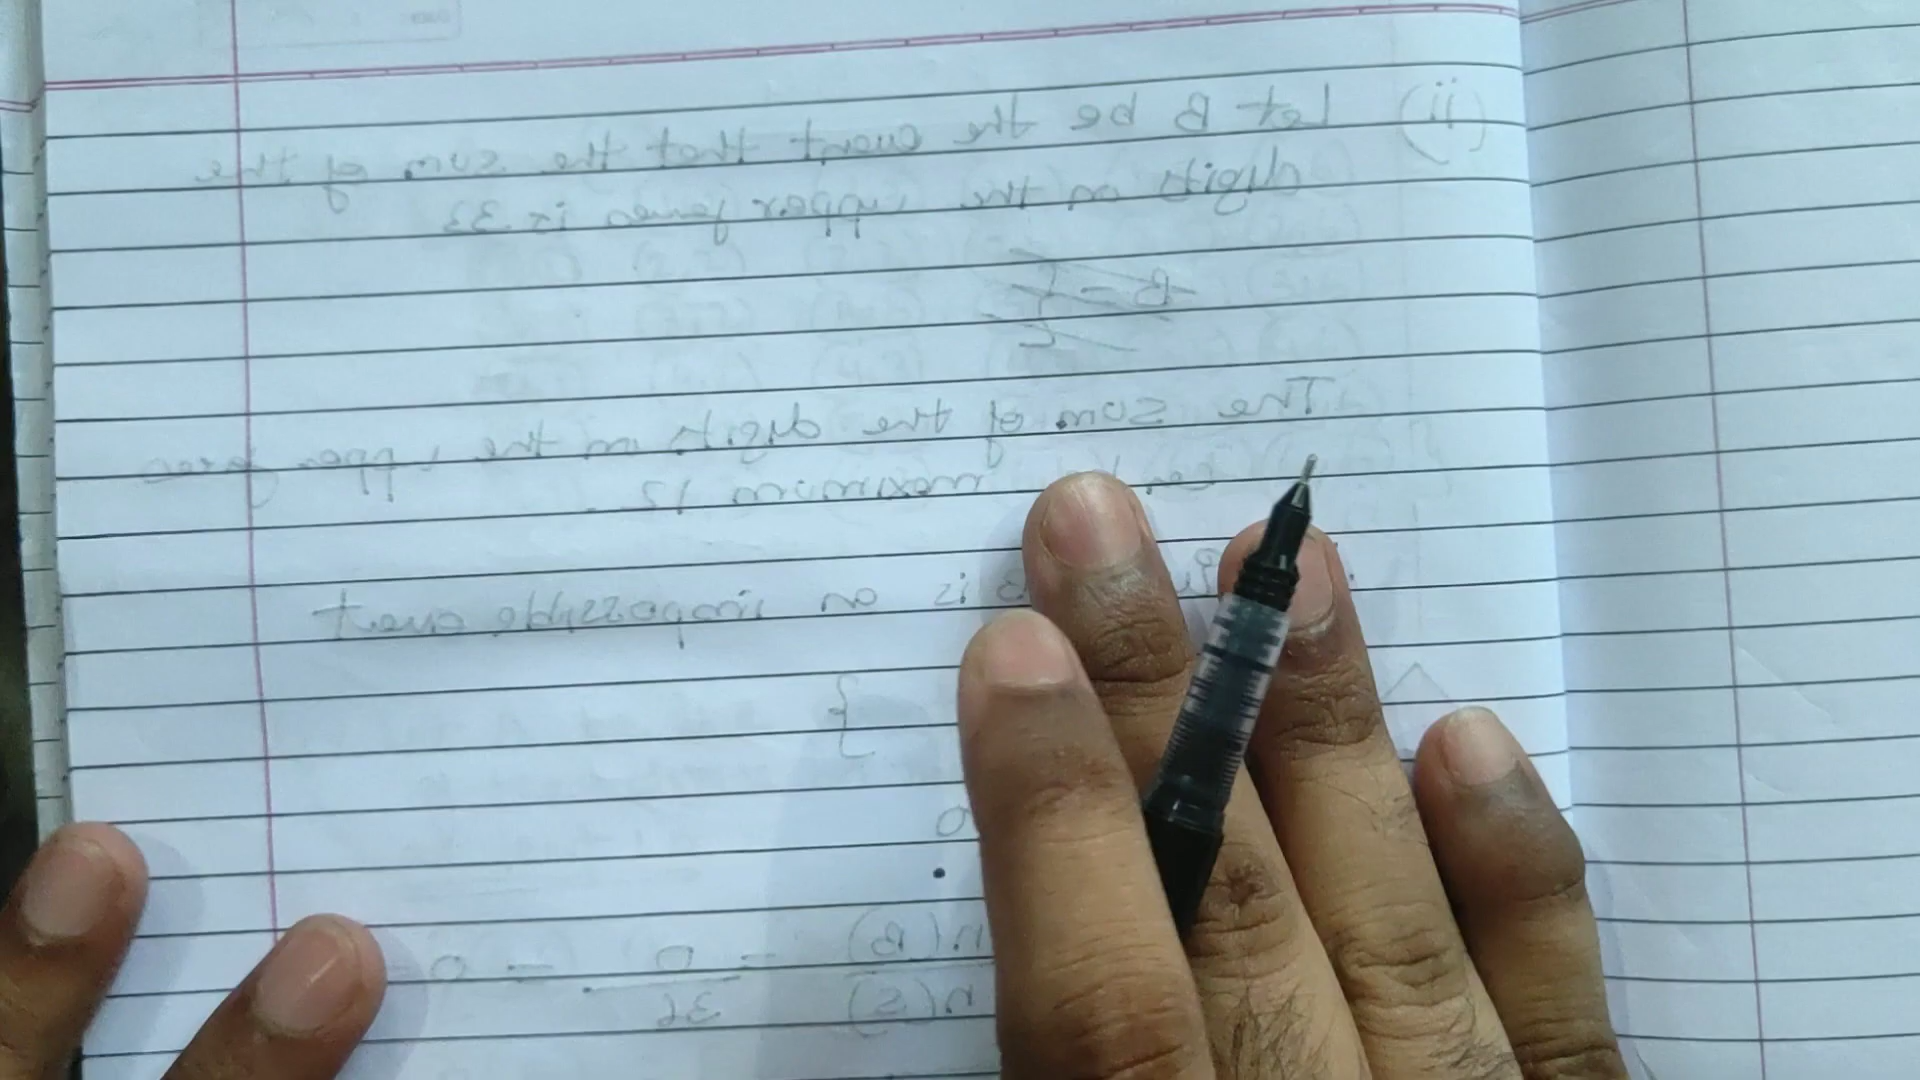 (ii) Let B be the event that the sum of the
digits on the upper faces is 33
B = {
The sum of the digits on the upper faces
can be maximum 12.
B is an impossible event
{
0
n(B) = 0 = 0
n(S) 36